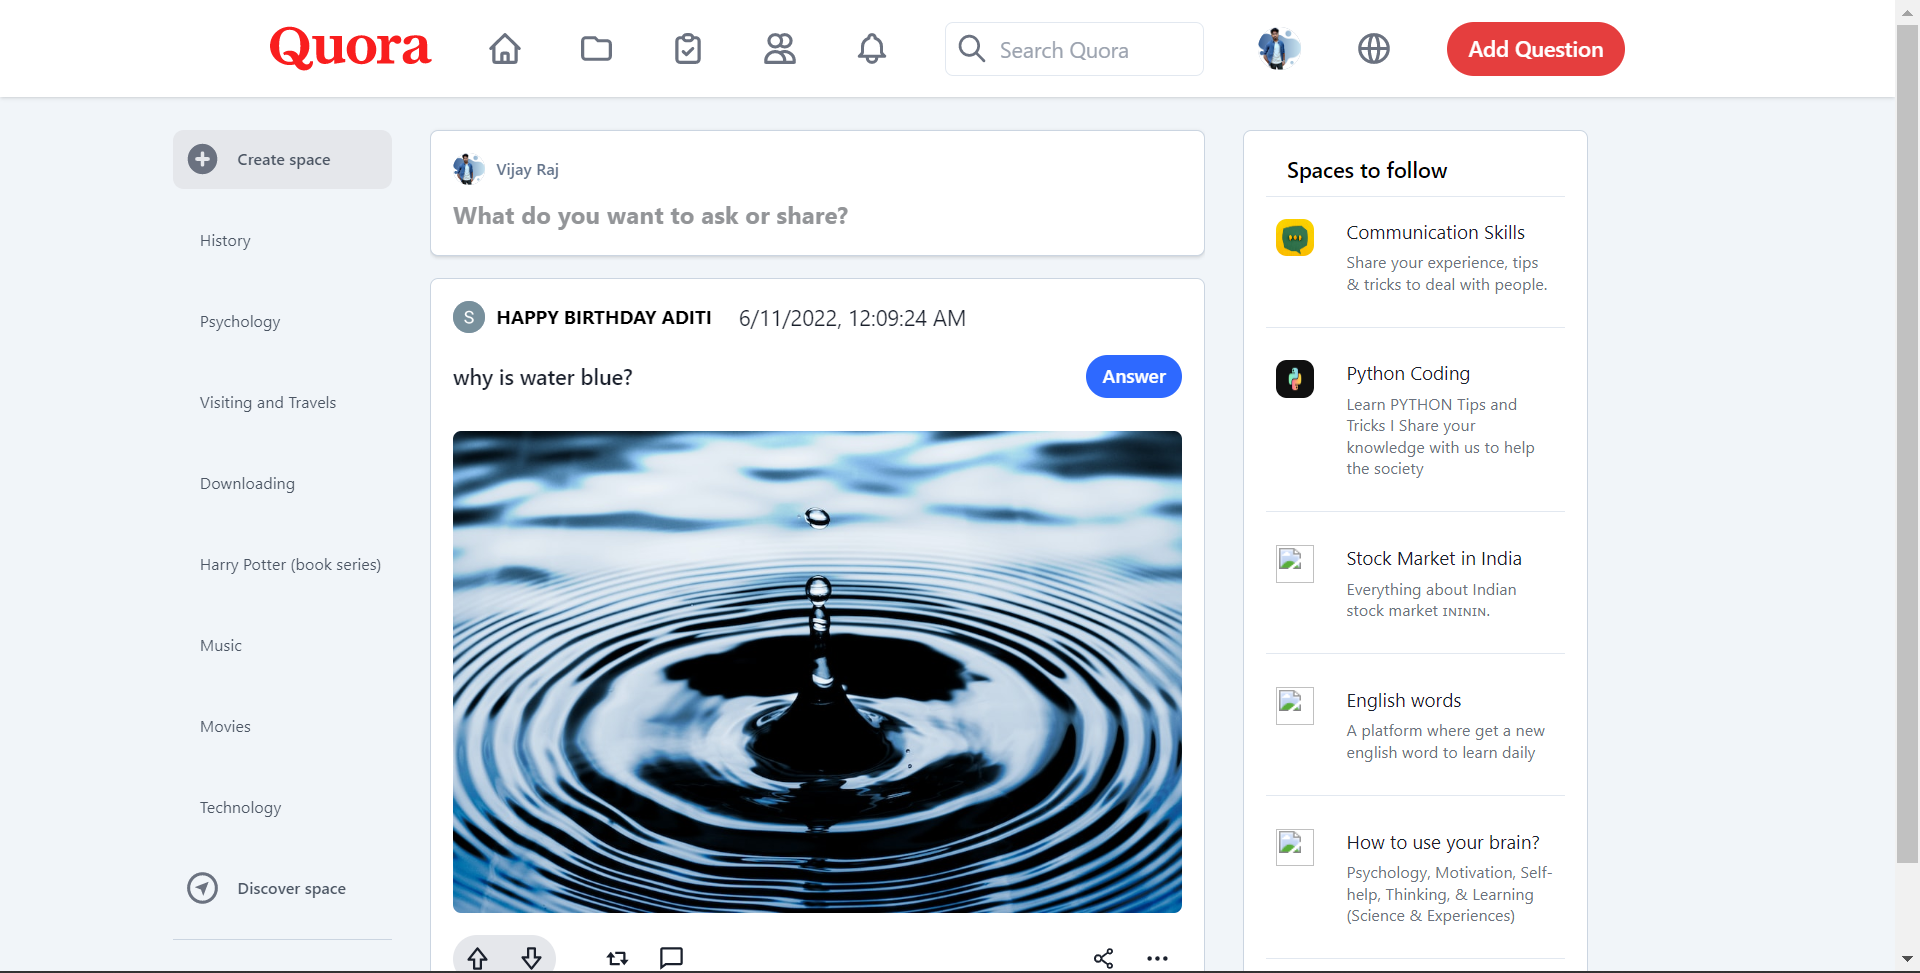 Quora
Search Quora
Add Question
Create space
History
Psychology
Visiting and Travels
Downloading
Harry Potter (book series)
Music
Movies
Technology
Discover space
Vijay Raj
What do you want to ask or share?
S
HAPPY BIRTHDAY ADITI 6/11/2022, 12:09:24 AM
why is water blue?
Answer
Spaces to follow
Communication Skills
Share your experience, tips
& tricks to deal with people.
Python Coding
Learn PYTHON Tips and
Tricks I Share your
knowledge with us to help
the society
Stock Market in India
Everything about Indian
stock market ɪɴɪɴɪɴ.
English words
A platform where get a new
english word to learn daily
How to use your brain?
Psychology, Motivation, Self-
help, Thinking, & Learning
(Science & Experiences)